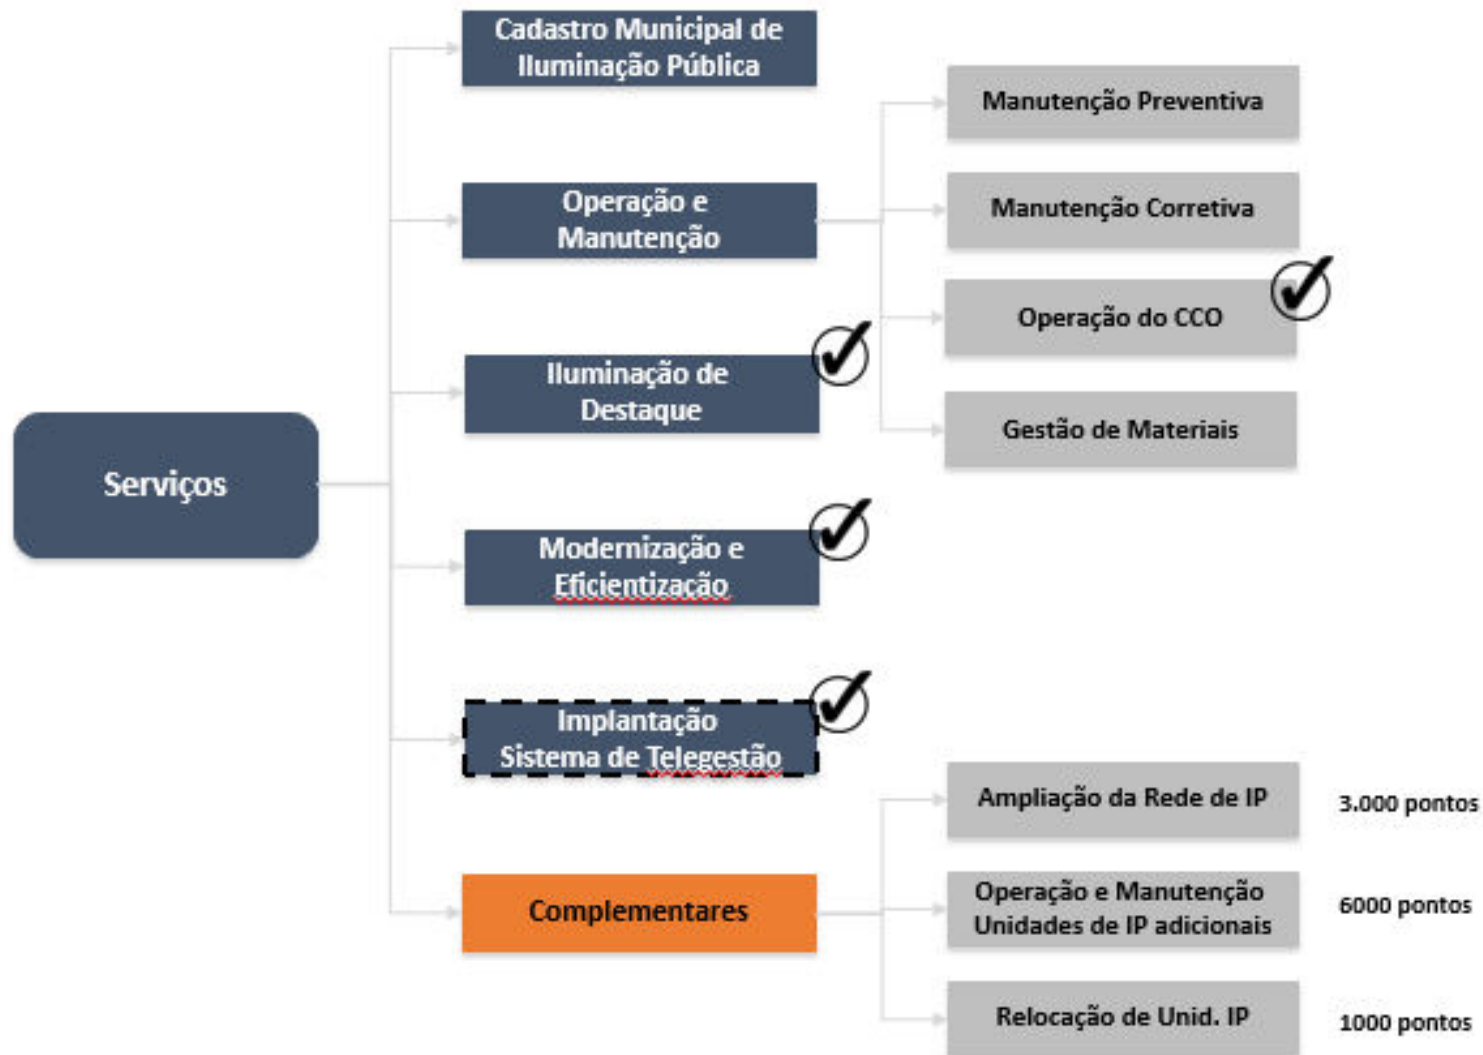 Cadastro Municipal de
Iluminação Pública
Manutenção Preventiva
Operação e
Manutenção
Manutenção Corretiva
Operação do CCO
Iluminação de
Destaque
Gestão de Materiais
Serviços
Modernização e
Eficientização
Implantação
Sistema de Telegestão
Ampliação da Rede de IP
3.000 pontos
Complementares
Operação e Manutenção
Unidades de IP adicionais
6000 pontos
Relocação de Unid. IP
1000 pontos